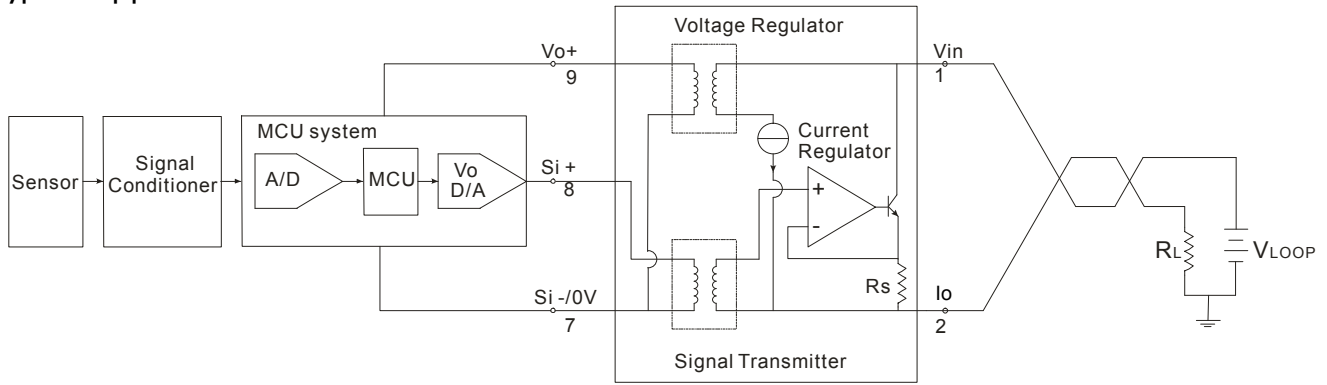 Voltage Regulator
Vo+
9
Vin
1
MCU system
Sensor
Signal
Conditioner
A/D
MCU
Vo
D/A
Si +
8
Current
Regulator
+
-
Rs
RL
VLOOP
Si -/0V
7
Io
2
Signal Transmitter